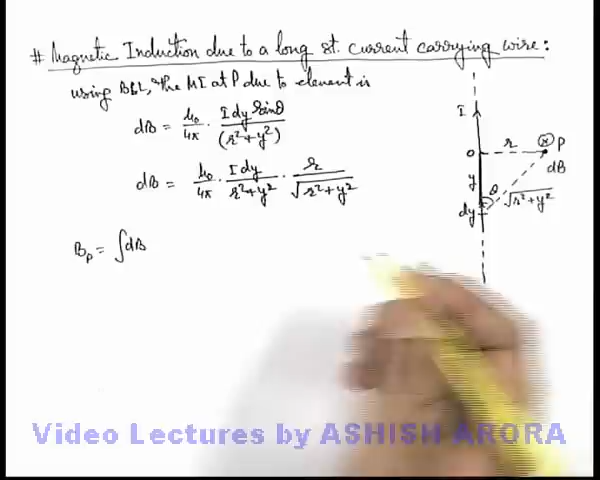 # Magnetic Induction due to a long st. current carrying wire:
using BSL, the MI at P due to element is
dB = μ₀/4π · I dy sinθ/(r²+y²)
dB = μ₀/4π · I dy/r²+y² · r/√r²+y²
B_P = ∫dB
I
o
r
P
dB
y
θ
√r²+y²
dy
Video Lectures by ASHISH ARORA